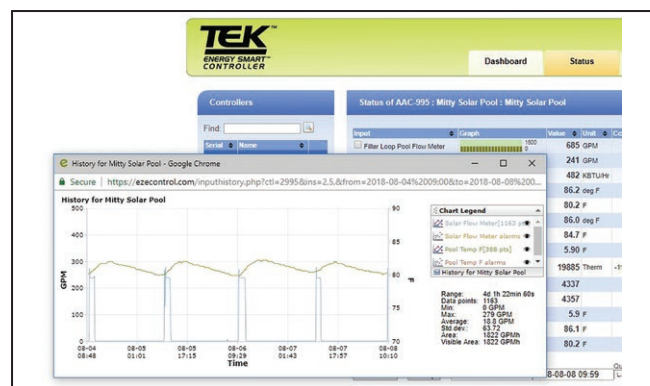 TEK™
ENERGY SMART™
CONTROLLER
Dashboard
Status
Controllers
Status of AAC-995 : Mitty Solar Pool : Mitty Solar Pool
Find:
Serial Name
Input Graph Value Unit
Filter Loop Pool Flow Meter 685 GPM
241 GPM
482 KBTU/Hr
86.2 deg F
80.2 F
86.0 deg F
84.7 F
5.90 F
19885 Therm
4337
4357
5.9 F
86.1 F
80.2 F
8-08-08 09:59
History for Mitty Solar Pool - Google Chrome
Secure | https://ezecontrol.com/inputhistory.php?ctl=2995&ins=2,5,&from=2018-08-04%2009:00&to=2018-08-08%200...
History for Mitty Solar Pool
500 90
400 85
300 80
200 75
100
0 70
GPM
F
08-04 08-05 08-05 08-06 08-07 08-07 08-08
08:48 01:01 17:15 09:29 01:43 17:57 10:10
Time
Chart Legend
Solar Flow Meter[1163 pt
Solar Flow Meter alarms
Pool Temp F[388 pts]
Pool Temp F alarms
History for Mitty Solar Pool
Range: 4d 1h 22min 60s
Data points: 1163
Min: 0 GPM
Max: 279 GPM
Average: 18.8 GPM
Std dev.: 63.72
Area: 1822 GPMh
Visible Area: 1822 GPMh